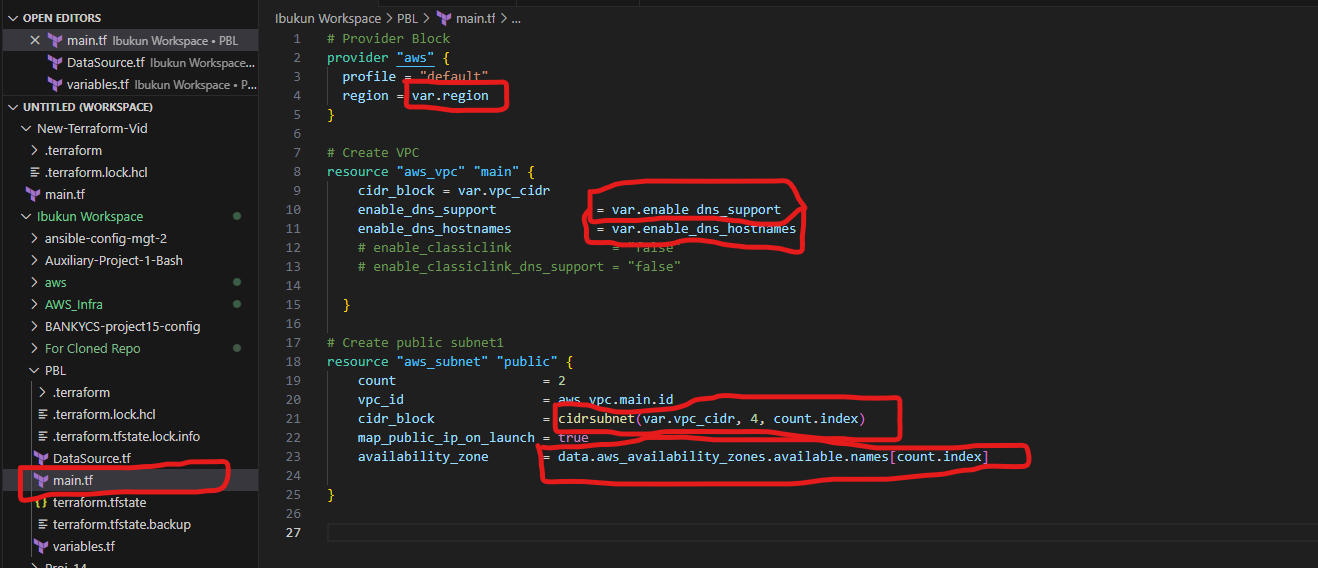 OPEN EDITORS
main.tf Ibukun Workspace • PBL
DataSource.tf Ibukun Workspace...
variables.tf Ibukun Workspace • P...
UNTITLED (WORKSPACE)
New-Terraform-Vid
.terraform
.terraform.lock.hcl
main.tf
Ibukun Workspace
ansible-config-mgt-2
Auxiliary-Project-1-Bash
aws
AWS_Infra
BANKYCS-project15-config
For Cloned Repo
PBL
.terraform
.terraform.lock.hcl
.terraform.tfstate.lock.info
DataSource.tf
main.tf
terraform.tfstate
terraform.tfstate.backup
variables.tf
Proj-14
Ibukun Workspace > PBL > main.tf > ...
1 # Provider Block
2 provider "aws" {
3 profile = "default"
4 region = var.region
5 }
6
7 # Create VPC
8 resource "aws_vpc" "main" {
9 cidr_block = var.vpc_cidr
10 enable_dns_support = var.enable_dns_support
11 enable_dns_hostnames = var.enable_dns_hostnames
12 # enable_classiclink = "false"
13 # enable_classiclink_dns_support = "false"
14
15 }
16
17 # Create public subnet1
18 resource "aws_subnet" "public" {
19 count = 2
20 vpc_id = aws_vpc.main.id
21 cidr_block = cidrsubnet(var.vpc_cidr, 4, count.index)
22 map_public_ip_on_launch = true
23 availability_zone = data.aws_availability_zones.available.names[count.index]
24
25 }
26
27